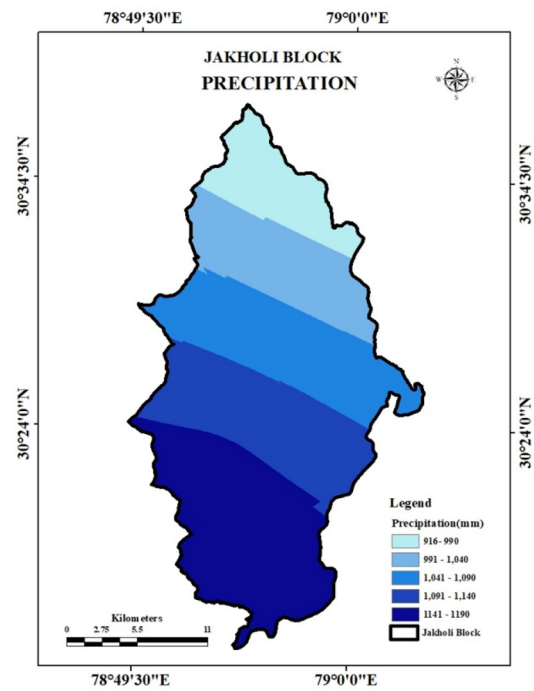 78°49'30"E 79°0'0"E
JAKHOLI BLOCK
PRECIPITATION
N
W E
S
30°34'30"N 30°34'30"N
30°24'0"N 30°24'0"N
Legend
Precipitation(mm)
916- 990
991 - 1,040
1,041 - 1,090
1,091 - 1,140
1141 - 1190
Jakholi Block
Kilometers
0 2.75 5.5 11
78°49'30"E 79°0'0"E